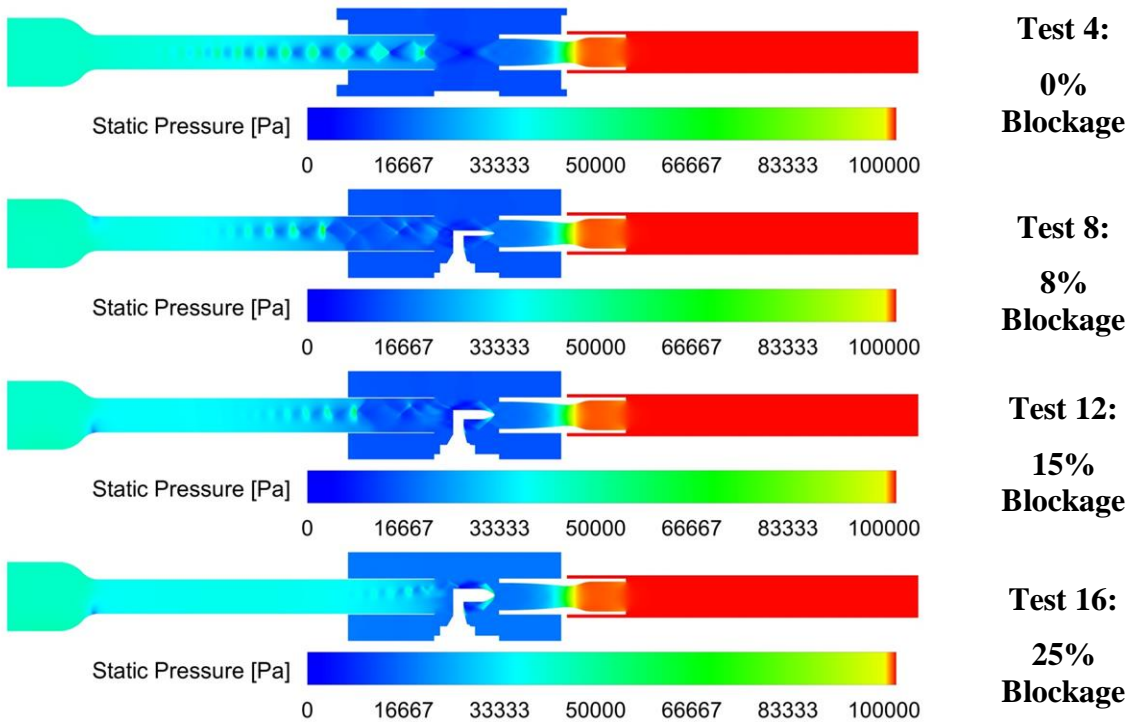 Test 4:
0%
Blockage
Static Pressure [Pa]
0 16667 33333 50000 66667 83333 100000
Test 8:
8%
Blockage
Static Pressure [Pa]
0 16667 33333 50000 66667 83333 100000
Test 12:
15%
Blockage
Static Pressure [Pa]
0 16667 33333 50000 66667 83333 100000
Test 16:
25%
Blockage
Static Pressure [Pa]
0 16667 33333 50000 66667 83333 100000